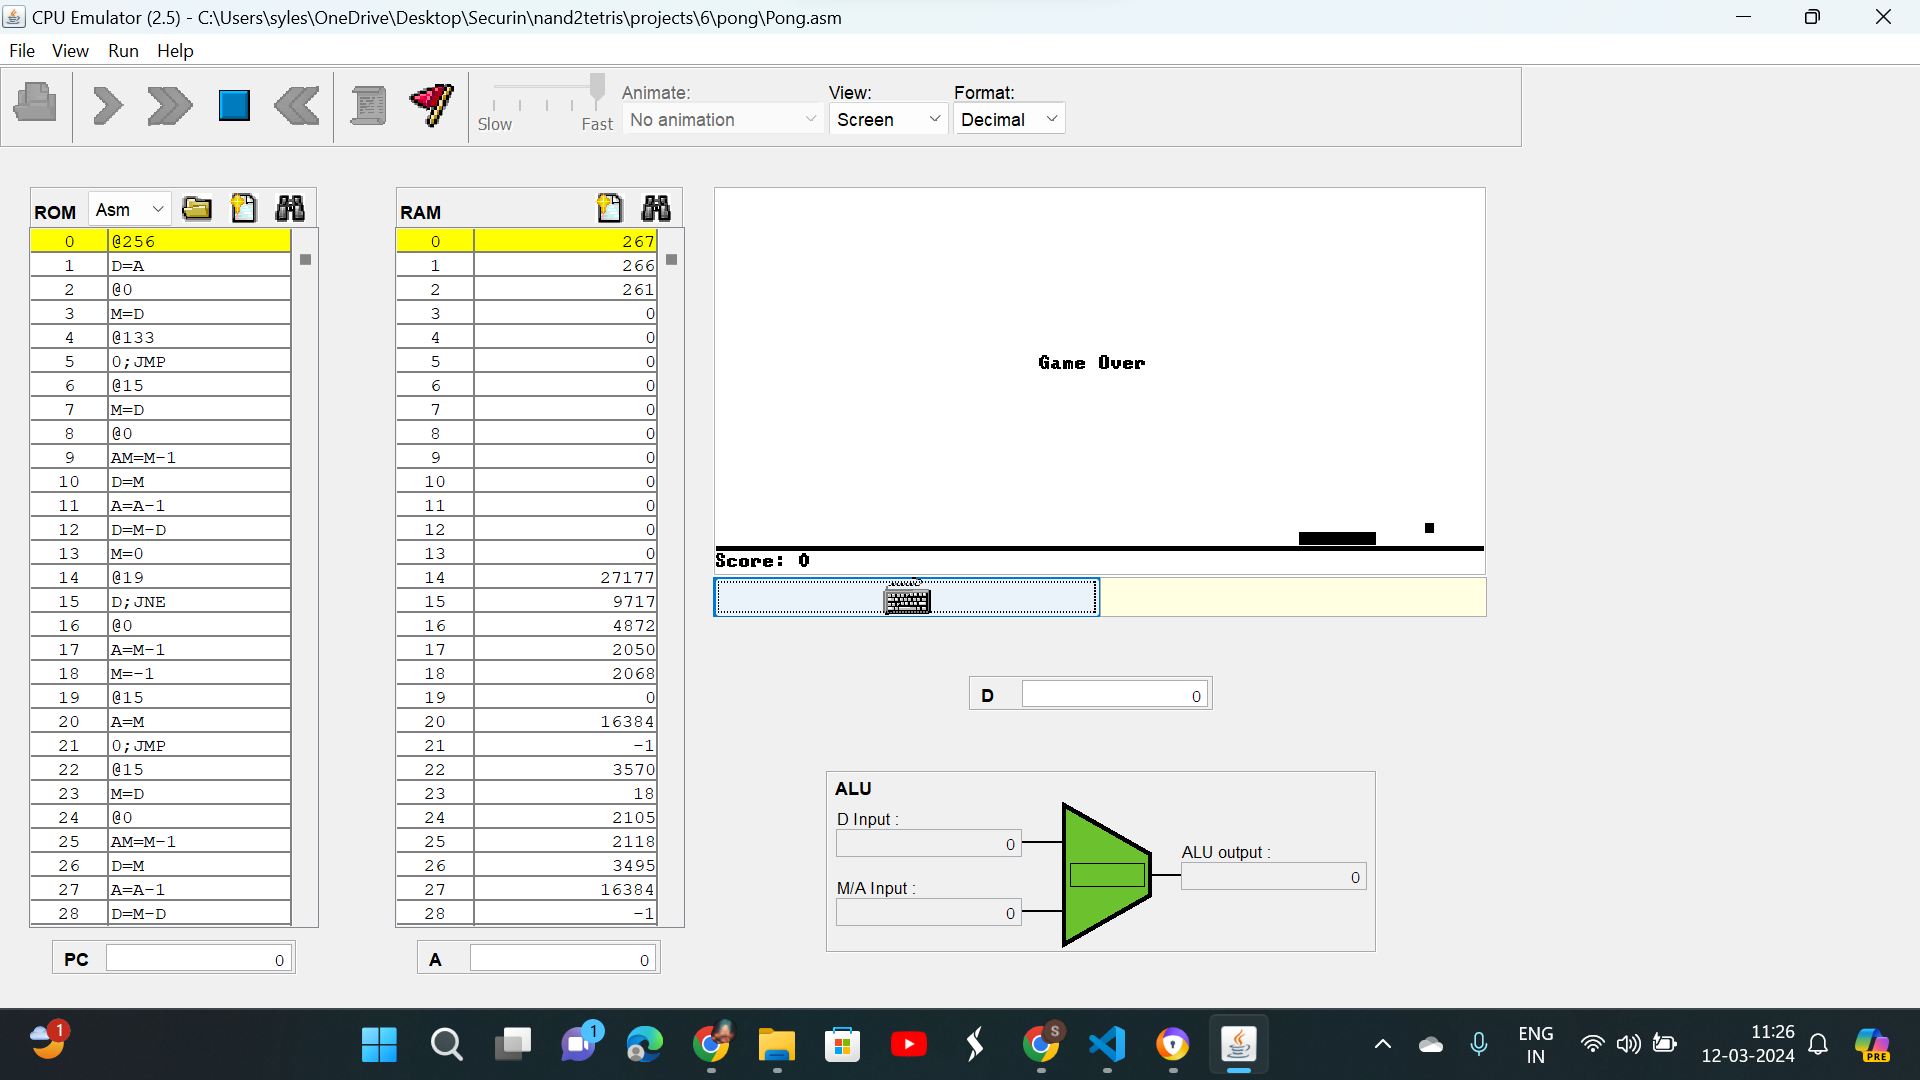 CPU Emulator (2.5) - C:\Users\syles\OneDrive\Desktop\Securin\nand2tetris\projects\6\pong\Pong.asm
File View Run Help
Slow Fast
Animate:
No animation
View:
Screen
Format:
Decimal
ROM Asm
0 @256
1 D=A
2 @0
3 M=D
4 @133
5 0;JMP
6 @15
7 M=D
8 @0
9 AM=M-1
10 D=M
11 A=A-1
12 D=M-D
13 M=0
14 @19
15 D;JNE
16 @0
17 A=M-1
18 M=-1
19 @15
20 A=M
21 0;JMP
22 @15
23 M=D
24 @0
25 AM=M-1
26 D=M
27 A=A-1
28 D=M-D
PC 0
RAM
0 267
1 266
2 261
3 0
4 0
5 0
6 0
7 0
8 0
9 0
10 0
11 0
12 0
13 0
14 27177
15 9717
16 4872
17 2050
18 2068
19 0
20 16384
21 -1
22 3570
23 18
24 2105
25 2118
26 3495
27 16384
28 -1
A 0
Game Over
Score: 0
D 0
ALU
D Input :
0
M/A Input :
0
ALU output :
0
1
1
S
ENG
IN
11:26
12-03-2024
PRE